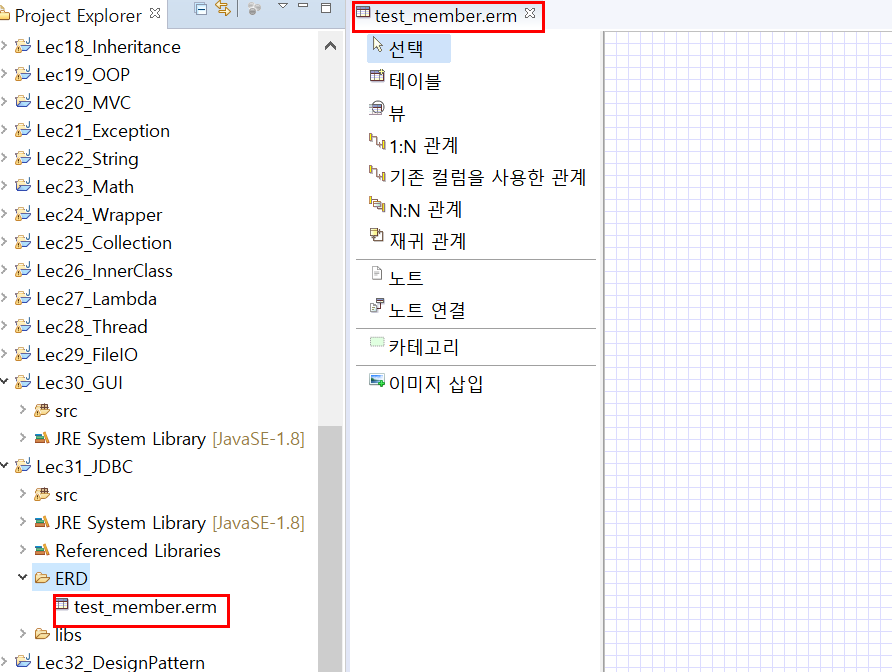 Project Explorer
Lec18_Inheritance
Lec19_OOP
Lec20_MVC
Lec21_Exception
Lec22_String
Lec23_Math
Lec24_Wrapper
Lec25_Collection
Lec26_InnerClass
Lec27_Lambda
Lec28_Thread
Lec29_FileIO
Lec30_GUI
src
JRE System Library [JavaSE-1.8]
Lec31_JDBC
src
JRE System Library [JavaSE-1.8]
Referenced Libraries
ERD
test_member.erm
libs
Lec32_DesignPattern
test_member.erm
선택
테이블
뷰
1:N 관계
기존 컬럼을 사용한 관계
N:N 관계
재귀 관계
노트
노트 연결
카테고리
이미지 삽입